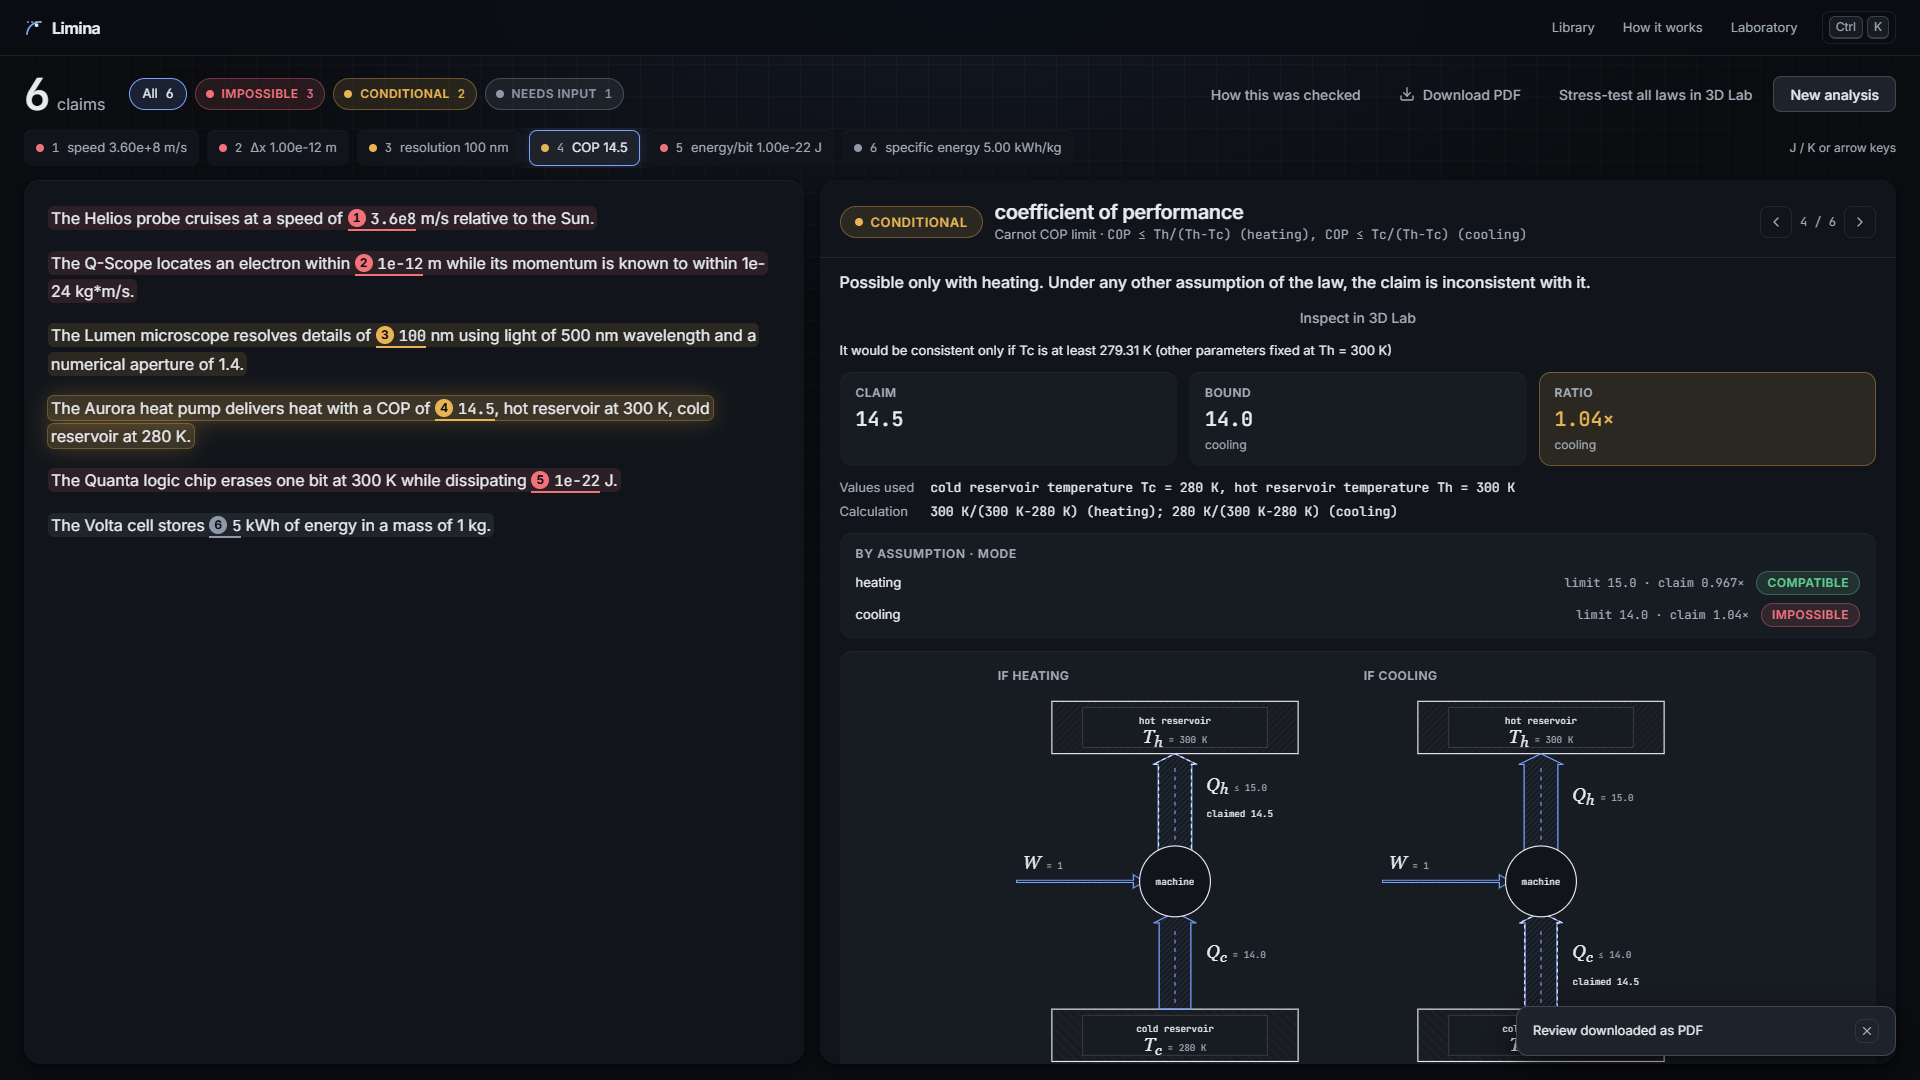 Limina
Library
How it works
Laboratory
Ctrl K
6 claims
All 6
IMPOSSIBLE 3
CONDITIONAL 2
NEEDS INPUT 1
How this was checked
Download PDF
Stress-test all laws in 3D Lab
New analysis
1 speed 3.60e+8 m/s
2 Δx 1.00e-12 m
3 resolution 100 nm
4 COP 14.5
5 energy/bit 1.00e-22 J
6 specific energy 5.00 kWh/kg
J / K or arrow keys
The Helios probe cruises at a speed of 1 3.6e8 m/s relative to the Sun.
The Q-Scope locates an electron within 2 1e-12 m while its momentum is known to within 1e-
24 kg*m/s.
The Lumen microscope resolves details of 3 100 nm using light of 500 nm wavelength and a
numerical aperture of 1.4.
The Aurora heat pump delivers heat with a COP of 4 14.5, hot reservoir at 300 K, cold
reservoir at 280 K.
The Quanta logic chip erases one bit at 300 K while dissipating 5 1e-22 J.
The Volta cell stores 6 5 kWh of energy in a mass of 1 kg.
CONDITIONAL
coefficient of performance
Carnot COP limit · COP ≤ Th/(Th-Tc) (heating), COP ≤ Tc/(Th-Tc) (cooling)
4 / 6
Possible only with heating. Under any other assumption of the law, the claim is inconsistent with it.
Inspect in 3D Lab
It would be consistent only if Tc is at least 279.31 K (other parameters fixed at Th = 300 K)
CLAIM
14.5
BOUND
14.0
cooling
RATIO
1.04×
cooling
Values used cold reservoir temperature Tc = 280 K, hot reservoir temperature Th = 300 K
Calculation 300 K/(300 K-280 K) (heating); 280 K/(300 K-280 K) (cooling)
BY ASSUMPTION · MODE
heating limit 15.0 · claim 0.967× COMPATIBLE
cooling limit 14.0 · claim 1.04× IMPOSSIBLE
IF HEATING
hot reservoir
Th = 300 K
Qh ≤ 15.0
claimed 14.5
W = 1
machine
Qc = 14.0
cold reservoir
Tc = 280 K
IF COOLING
hot reservoir
Th = 300 K
Qh = 15.0
W = 1
machine
Qc ≤ 14.0
claimed 14.5
Review downloaded as PDF